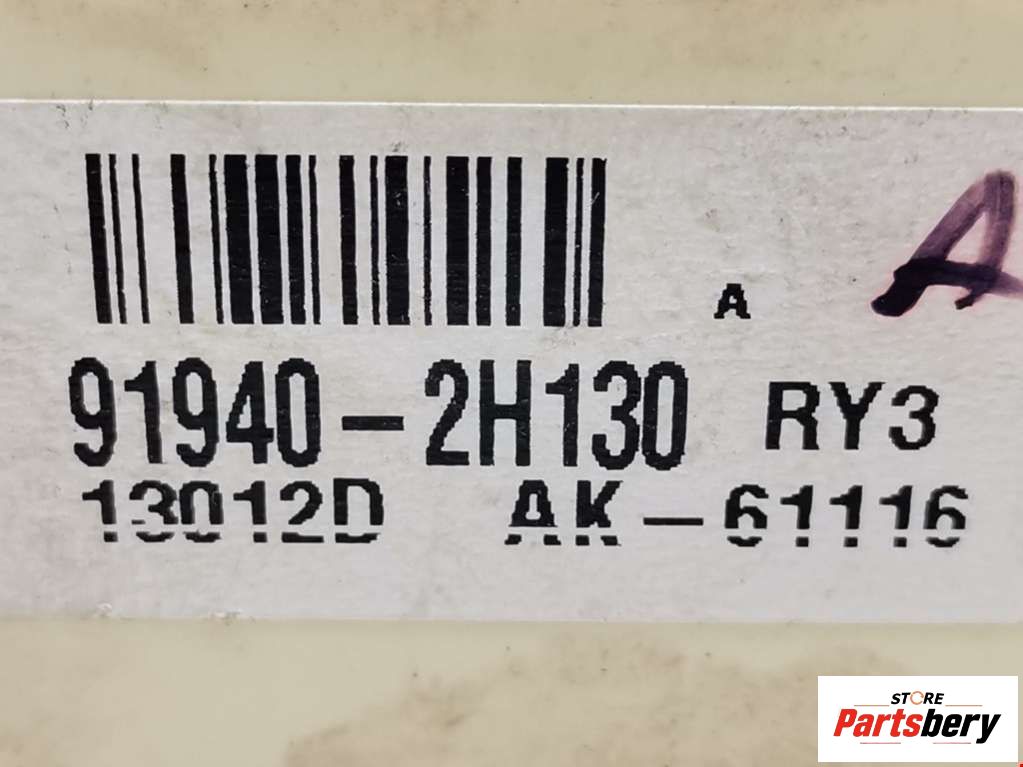 A A
91940-2H130 RY3
13012D AK-61116
STORE
Partsbery